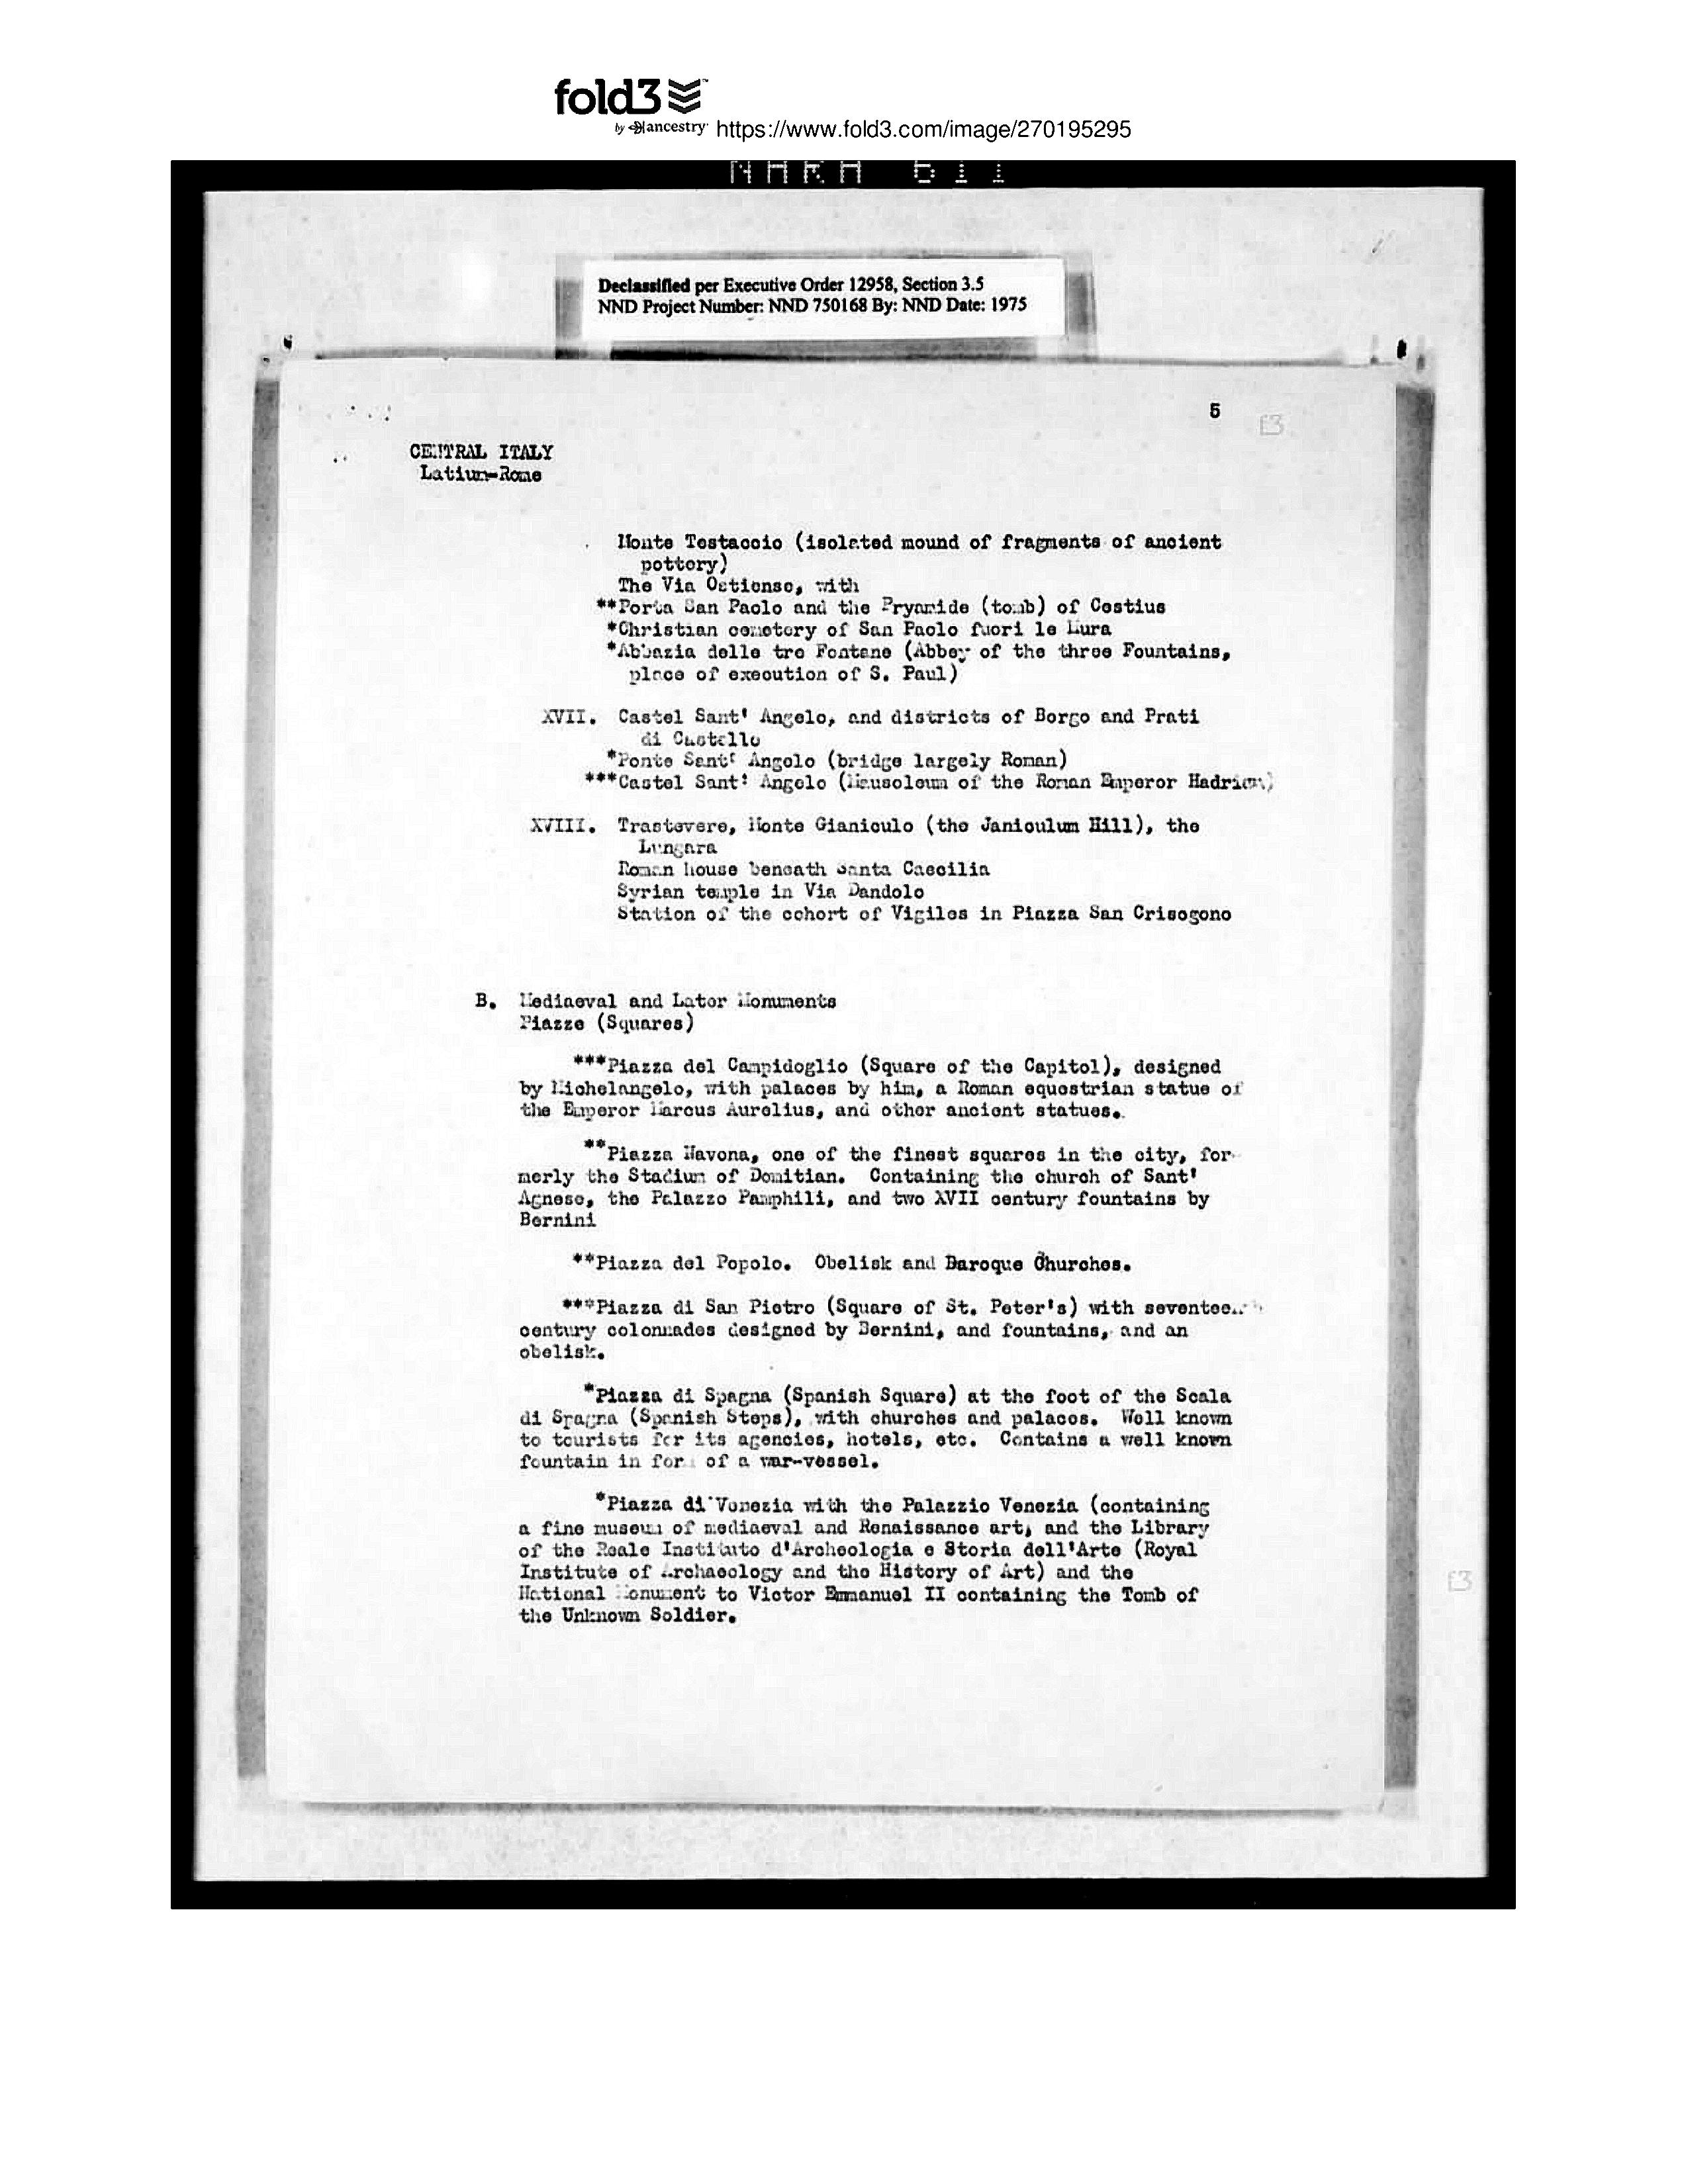 fold3
by ancestry https://www.fold3.com/image/270195295
NARA 611
Declassified per Executive Order 12958, Section 3.5
NND Project Number: NND 750168 By: NND Date: 1975
5
E3
CENTRAL ITALY
Latium-Rome
Monte Testaccio (isolated mound of fragments of ancient
pottery)
The Via Ostiense, with
**Porta San Paolo and the Pryamide (tomb) of Cestius
*Christian cemetery of San Paolo fuori le Mura
*Abbazia delle tre Fontane (Abbey of the three Fountains,
place of execution of S. Paul)
XVII. Castel Sant' Angelo, and districts of Borgo and Prati
di Castello
*Ponte Sant' Angelo (bridge largely Roman)
***Castel Sant' Angelo (Mausoleum of the Roman Emperor Hadrian)
XVIII. Trastevere, Monte Gianiculo (the Janiculum Hill), the
Lungara
Roman house beneath Santa Caecilia
Syrian temple in Via Dandolo
Station of the cohort of Vigiles in Piazza San Crisogono
B. Mediaeval and Later Monuments
Piazze (Squares)
***Piazza del Campidoglio (Square of the Capitol), designed
by Michelangelo, with palaces by him, a Roman equestrian statue of
the Emperor Marcus Aurelius, and other ancient statues.
**Piazza Navona, one of the finest squares in the city, for-
merly the Stadium of Domitian. Containing the church of Sant'
Agnese, the Palazzo Pamphili, and two XVII century fountains by
Bernini
**Piazza del Popolo. Obelisk and Baroque Churches.
***Piazza di San Pietro (Square of St. Peter's) with seventeenth
century colonnades designed by Bernini, and fountains, and an
obelisk.
*Piazza di Spagna (Spanish Square) at the foot of the Scala
di Spagna (Spanish Steps), with churches and palaces. Well known
to tourists for its agencies, hotels, etc. Contains a well known
fountain in form of a war-vessel.
*Piazza di Venezia with the Palazzio Venezia (containing
a fine museum of mediaeval and Renaissance art, and the Library
of the Reale Instituto d'Archeologia e Storia dell'Arte (Royal
Institute of Archaeology and the History of Art) and the
National Monument to Victor Emmanuel II containing the Tomb of
the Unknown Soldier.
E3